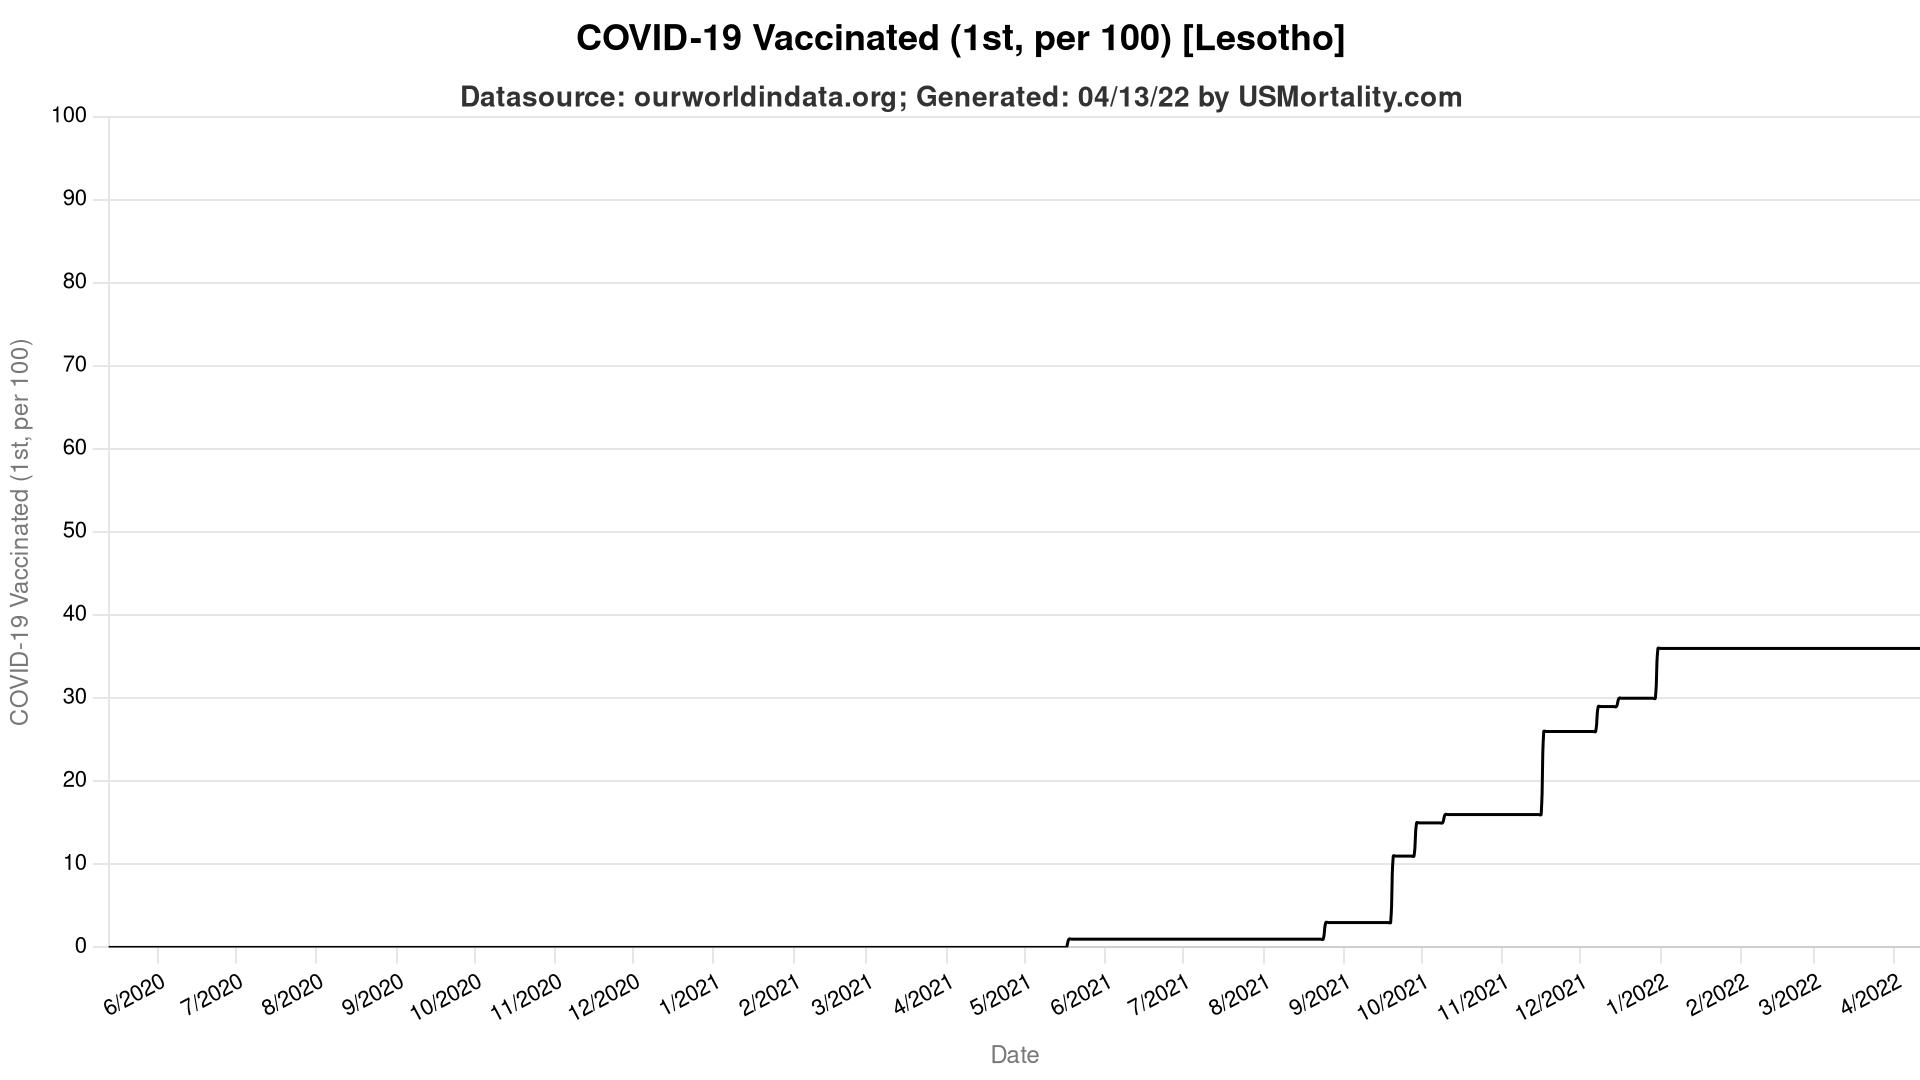 COVID-19 Vaccinated (1st, per 100) [Lesotho]
Datasource: ourworldindata.org; Generated: 04/13/22 by USMortality.com
COVID-19 Vaccinated (1st, per 100)
100
90
80
70
60
50
40
30
20
10
0
6/2020 7/2020 8/2020 9/2020 10/2020 11/2020 12/2020 1/2021 2/2021 3/2021 4/2021 5/2021 6/2021 7/2021 8/2021 9/2021 10/2021 11/2021 12/2021 1/2022 2/2022 3/2022 4/2022
Date